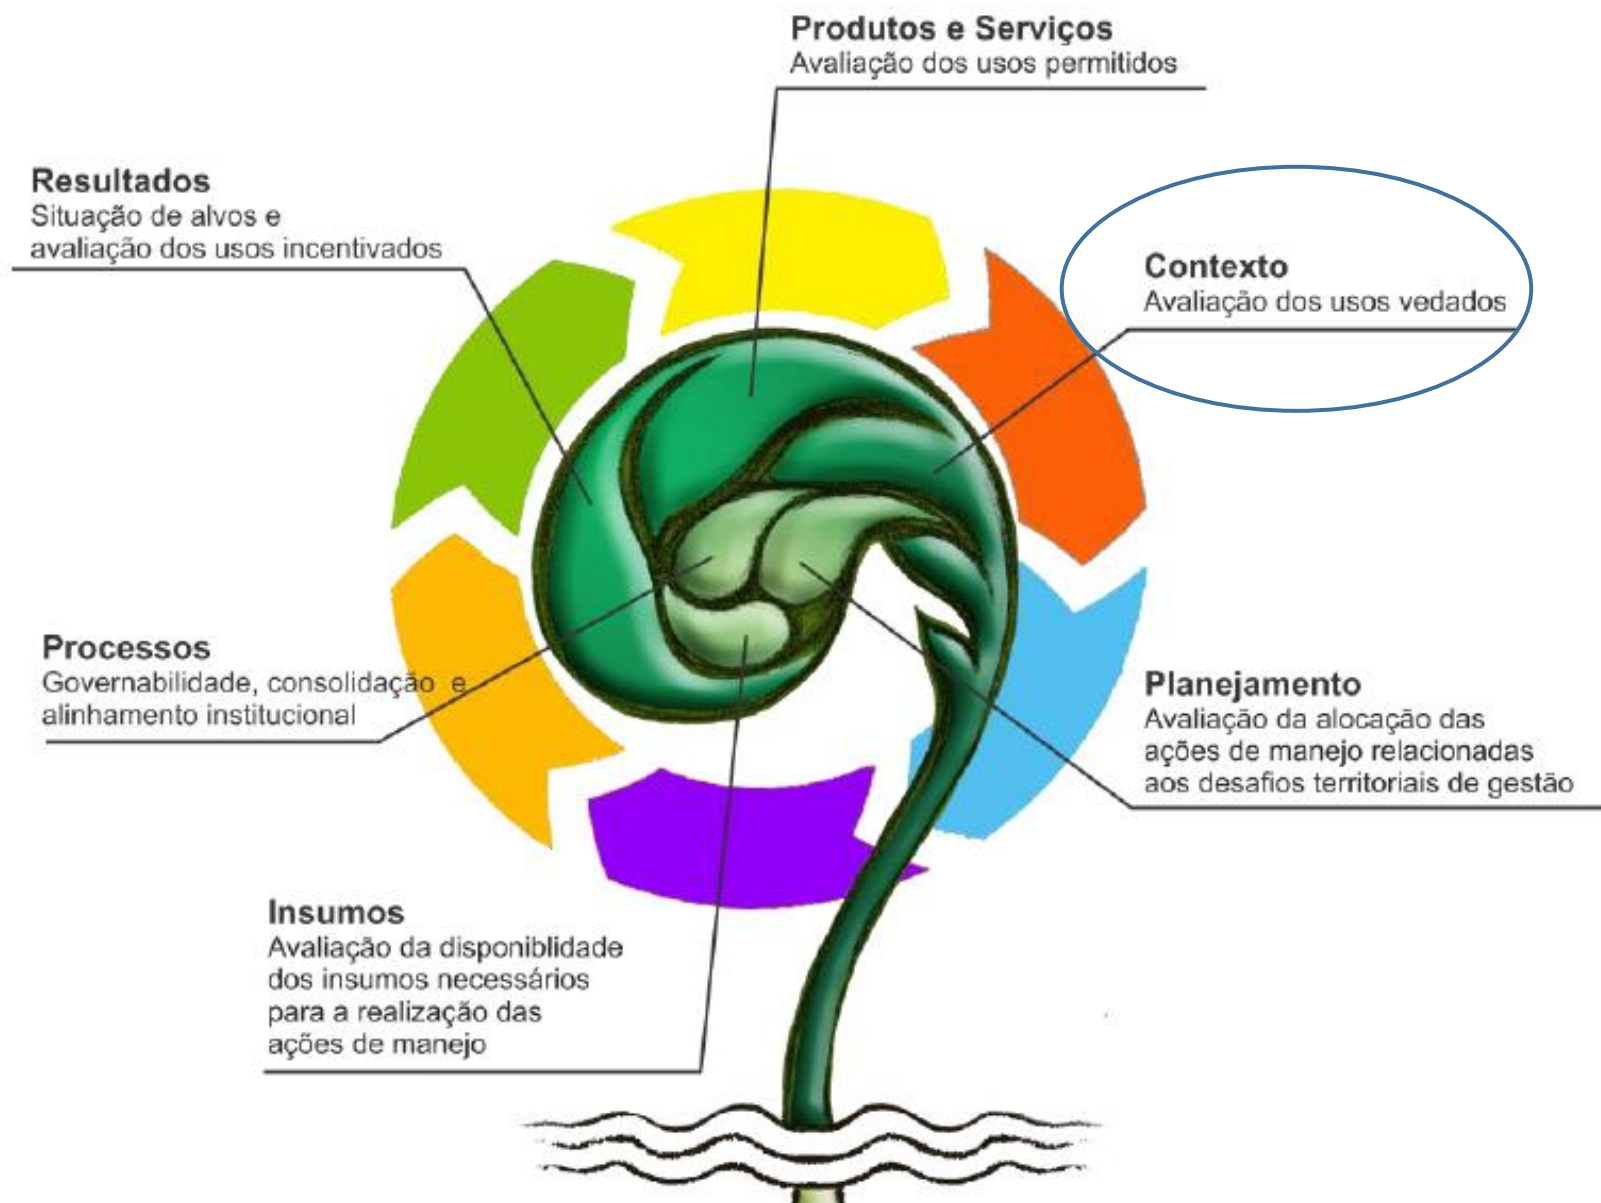 Produtos e Serviços
Avaliação dos usos permitidos
Resultados
Situação de alvos e
avaliação dos usos incentivados
Contexto
Avaliação dos usos vedados
Processos
Governabilidade, consolidação e
alinhamento institucional
Planejamento
Avaliação da alocação das
ações de manejo relacionadas
aos desafios territoriais de gestão
Insumos
Avaliação da disponiblidade
dos insumos necessários
para a realização das
ações de manejo